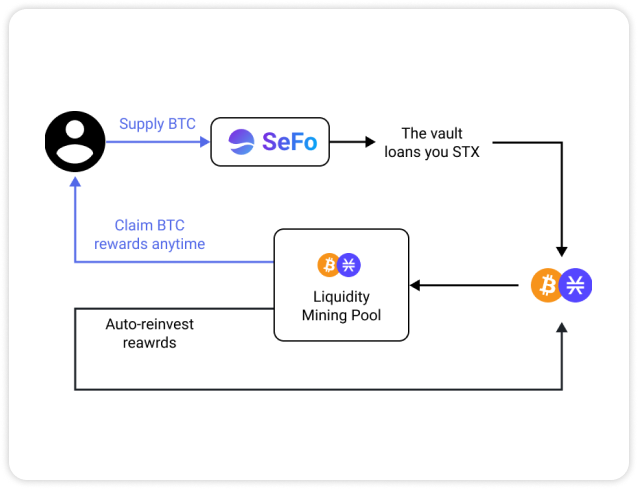 Supply BTC
SeFo
The vault
loans you STX
Claim BTC
rewards anytime
Liquidity
Mining Pool
Auto-reinvest
reawrds